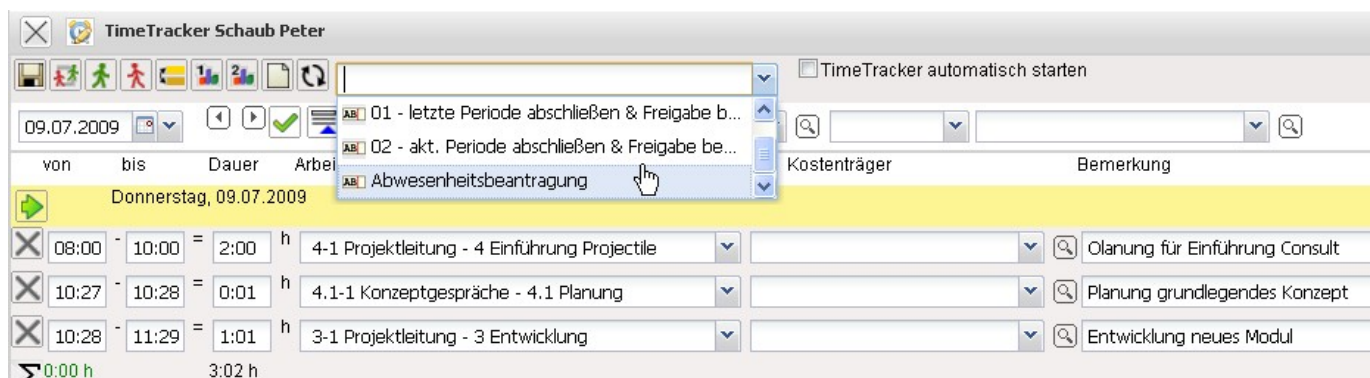 TimeTracker Schaub Peter
TimeTracker automatisch starten
09.07.2009
01 - letzte Periode abschließen & Freigabe b...
02 - akt. Periode abschließen & Freigabe be...
Abwesenheitsbeantragung
von bis Dauer Arbei Kostenträger Bemerkung
Donnerstag, 09.07.2009
08:00 - 10:00 = 2:00 h 4-1 Projektleitung - 4 Einführung Projectile Olanung für Einführung Consult
10:27 - 10:28 = 0:01 h 4.1-1 Konzeptgespräche - 4.1 Planung Planung grundlegendes Konzept
10:28 - 11:29 = 1:01 h 3-1 Projektleitung - 3 Entwicklung Entwicklung neues Modul
Σ 0:00 h 3:02 h